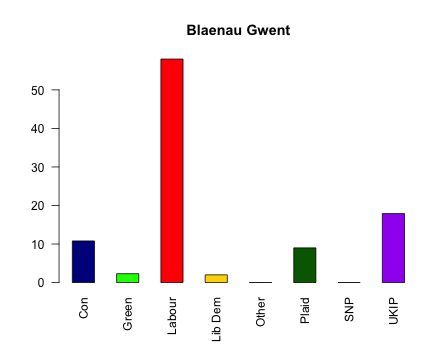 Blaenau Gwent
50
40
30
20
10
0
Con
Green
Labour
Lib Dem
Other
Plaid
SNP
UKIP